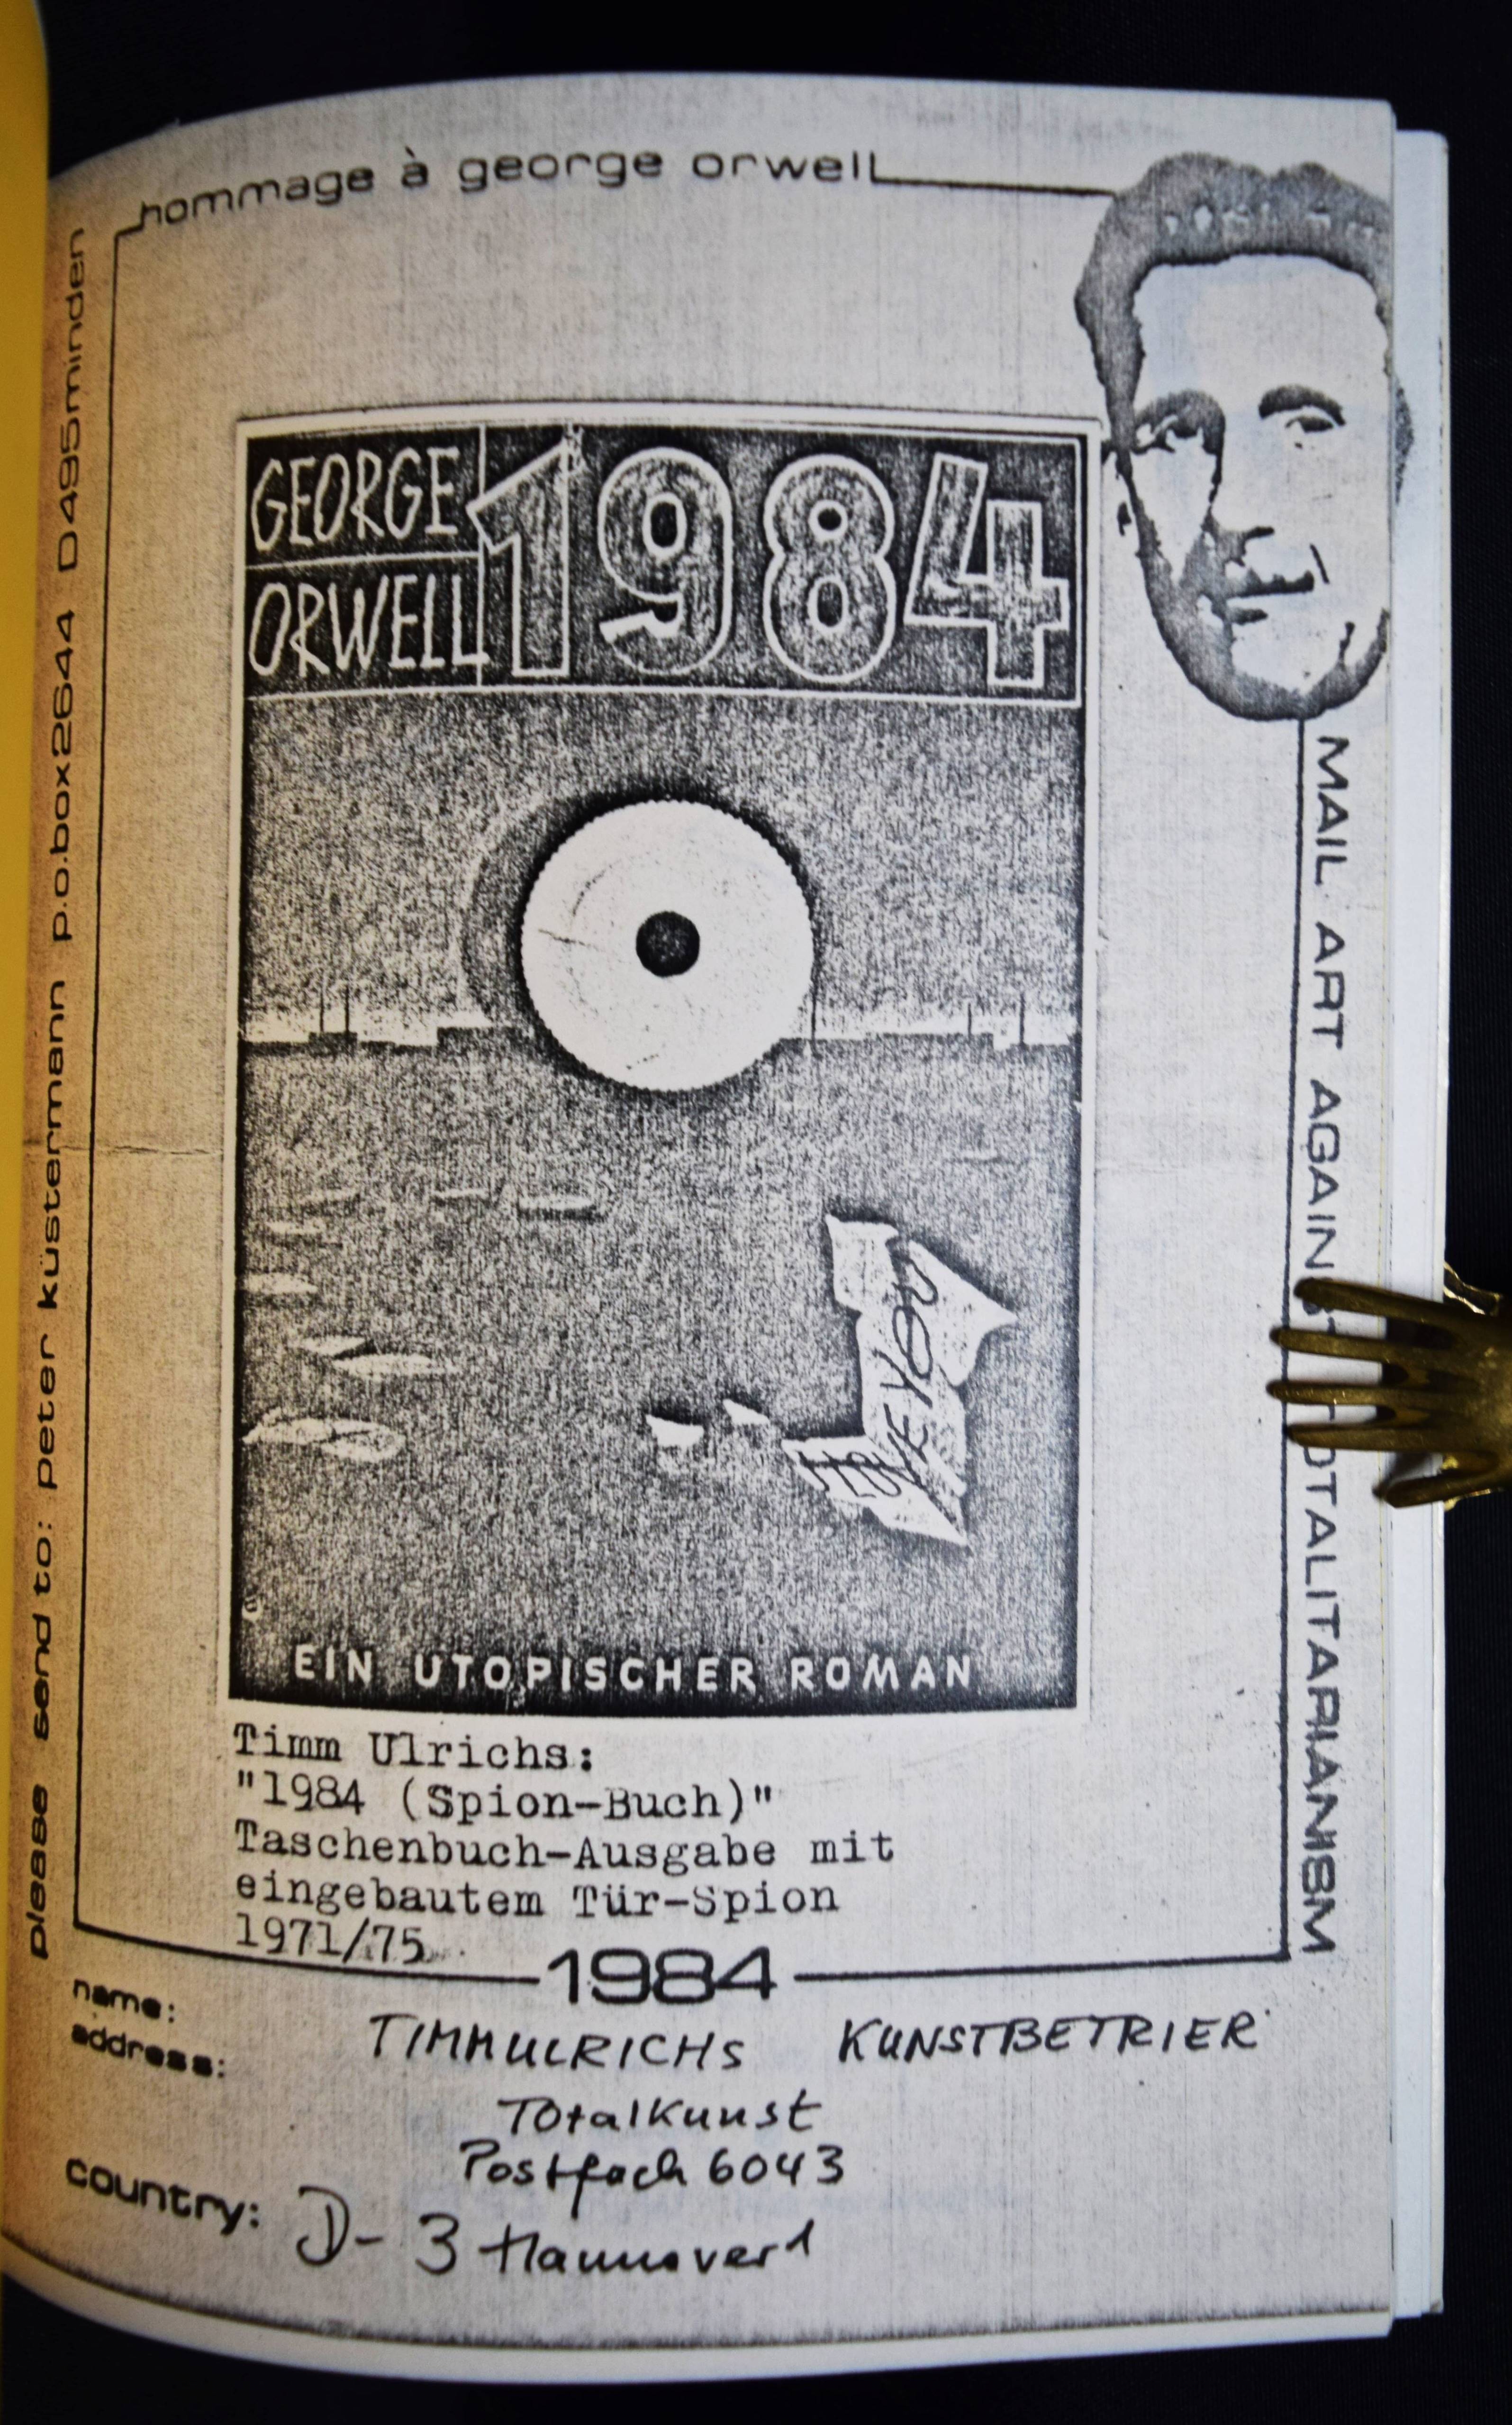 hommage à george orwell
GEORGE
ORWELL
1984
EIN UTOPISCHER ROMAN
Timm Ulrichs:
"1984 (Spion-Buch)"
Taschenbuch-Ausgabe mit
eingebautem Tür-Spion
1971/75
1984
MAIL ART AGAINST TOTALITARIANISM
please send to: peter küstermann p.o.box2644 D495minden
name:
address:
TIMM ULRICHS KUNSTBETRIER
Totalkunst
Postfach 6043
country: D-3 Hannover 1